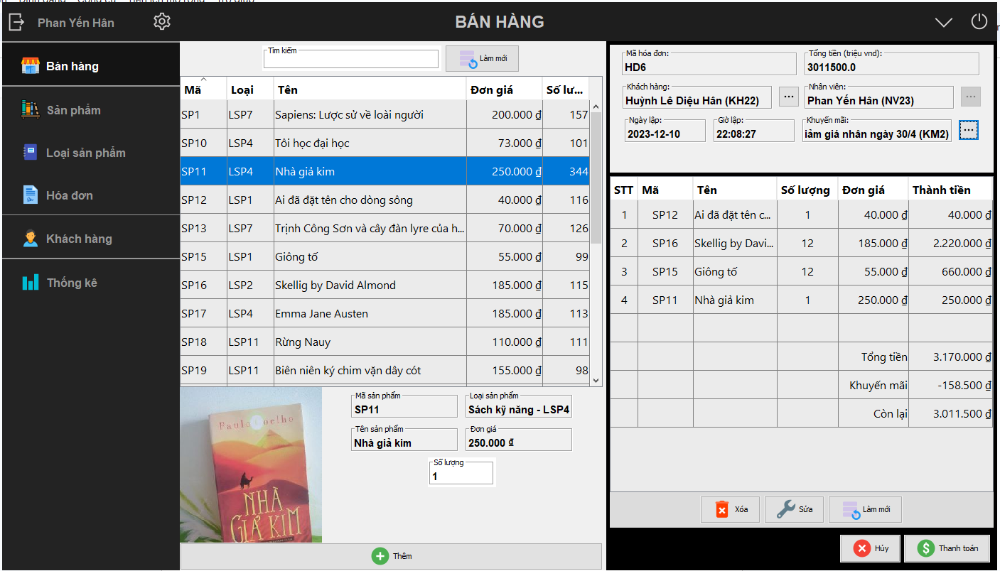 Phan Yến Hân
BÁN HÀNG
Bán hàng
Sản phẩm
Loại sản phẩm
Hóa đơn
Khách hàng
Thống kê
Tìm kiếm
Làm mới
Mã Loại Tên Đơn giá Số lư...
SP1 LSP7 Sapiens: Lược sử về loài người 200.000 ₫ 157
SP10 LSP4 Tôi học đại học 73.000 ₫ 101
SP11 LSP4 Nhà giả kim 250.000 ₫ 344
SP12 LSP1 Ai đã đặt tên cho dòng sông 40.000 ₫ 116
SP13 LSP7 Trịnh Công Sơn và cây đàn lyre của h... 70.000 ₫ 126
SP15 LSP1 Giông tố 55.000 ₫ 99
SP16 LSP2 Skellig by David Almond 185.000 ₫ 115
SP17 LSP4 Emma Jane Austen 185.000 ₫ 113
SP18 LSP11 Rừng Nauy 110.000 ₫ 111
SP19 LSP11 Biên niên ký chim vặn dây cót 155.000 ₫ 98
NHÀ
GIẢ KIM
Mã sản phẩm
SP11
Loại sản phẩm
Sách kỹ năng - LSP4
Tên sản phẩm
Nhà giả kim
Đơn giá
250.000 ₫
Số lượng
1
Thêm
Mã hóa đơn:
HD6
Tổng tiền (triệu vnd):
3011500.0
Khách hàng:
Huỳnh Lê Diệu Hân (KH22)
...
Nhân viên:
Phan Yến Hân (NV23)
...
Ngày lập:
2023-12-10
Giờ lập:
22:08:27
Khuyến mãi:
iảm giá nhân ngày 30/4 (KM2)
...
STT Mã Tên Số lượng Đơn giá Thành tiền
1 SP12 Ai đã đặt tên c... 1 40.000 ₫ 40.000 ₫
2 SP16 Skellig by Davi... 12 185.000 ₫ 2.220.000 ₫
3 SP15 Giông tố 12 55.000 ₫ 660.000 ₫
4 SP11 Nhà giả kim 1 250.000 ₫ 250.000 ₫
Tổng tiền 3.170.000 ₫
Khuyến mãi -158.500 ₫
Còn lại 3.011.500 ₫
Xóa
Sửa
Làm mới
Hủy
Thanh toán